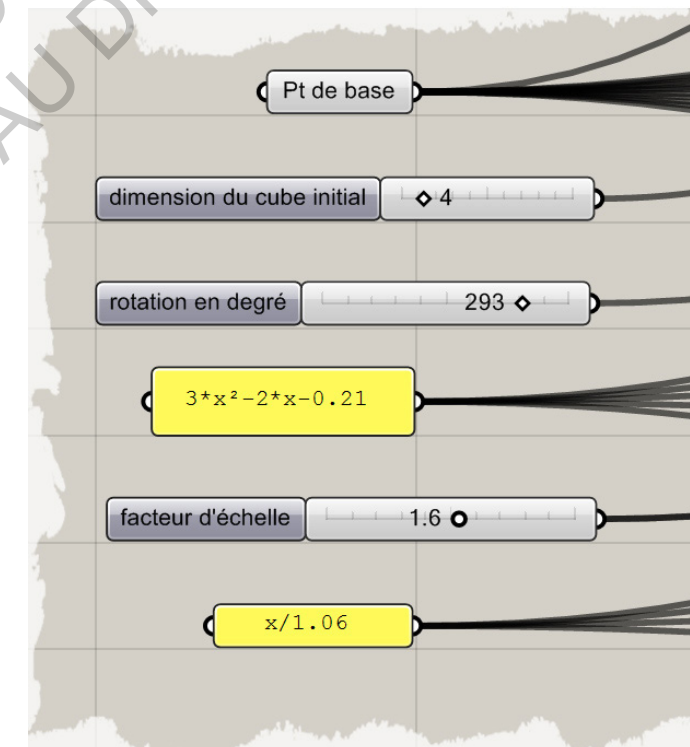 AU D
Pt de base
dimension du cube initial 4
rotation en degré 293
3*x²-2*x-0.21
facteur d'échelle 1.6
x/1.06